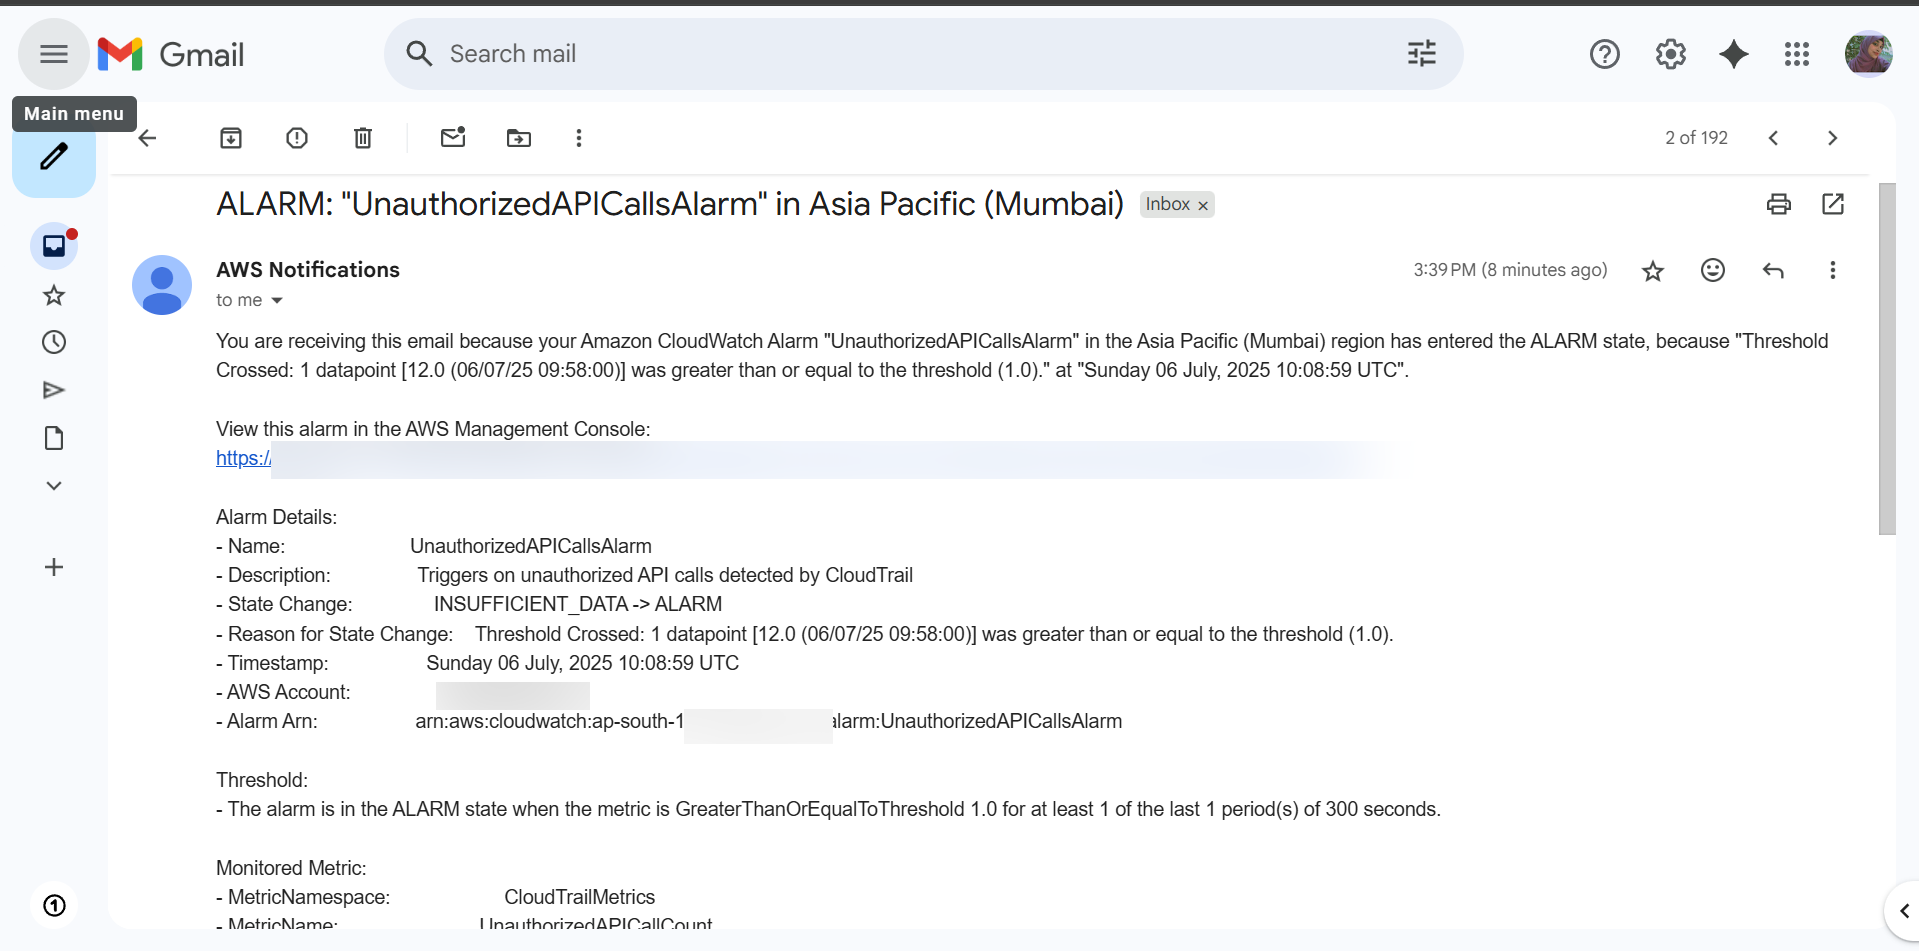 Gmail
Search mail
Main menu
2 of 192
ALARM: "UnauthorizedAPICallsAlarm" in Asia Pacific (Mumbai) Inbox ×
AWS Notifications
3:39 PM (8 minutes ago)
to me
You are receiving this email because your Amazon CloudWatch Alarm "UnauthorizedAPICallsAlarm" in the Asia Pacific (Mumbai) region has entered the ALARM state, because "Threshold
Crossed: 1 datapoint [12.0 (06/07/25 09:58:00)] was greater than or equal to the threshold (1.0)." at "Sunday 06 July, 2025 10:08:59 UTC".
View this alarm in the AWS Management Console:
https://
Alarm Details:
- Name: UnauthorizedAPICallsAlarm
- Description: Triggers on unauthorized API calls detected by CloudTrail
- State Change: INSUFFICIENT_DATA -> ALARM
- Reason for State Change: Threshold Crossed: 1 datapoint [12.0 (06/07/25 09:58:00)] was greater than or equal to the threshold (1.0).
- Timestamp: Sunday 06 July, 2025 10:08:59 UTC
- AWS Account:
- Alarm Arn: arn:aws:cloudwatch:ap-south-1 alarm:UnauthorizedAPICallsAlarm
Threshold:
- The alarm is in the ALARM state when the metric is GreaterThanOrEqualToThreshold 1.0 for at least 1 of the last 1 period(s) of 300 seconds.
Monitored Metric:
- MetricNamespace: CloudTrailMetrics
- MetricName: UnauthorizedAPICallCount